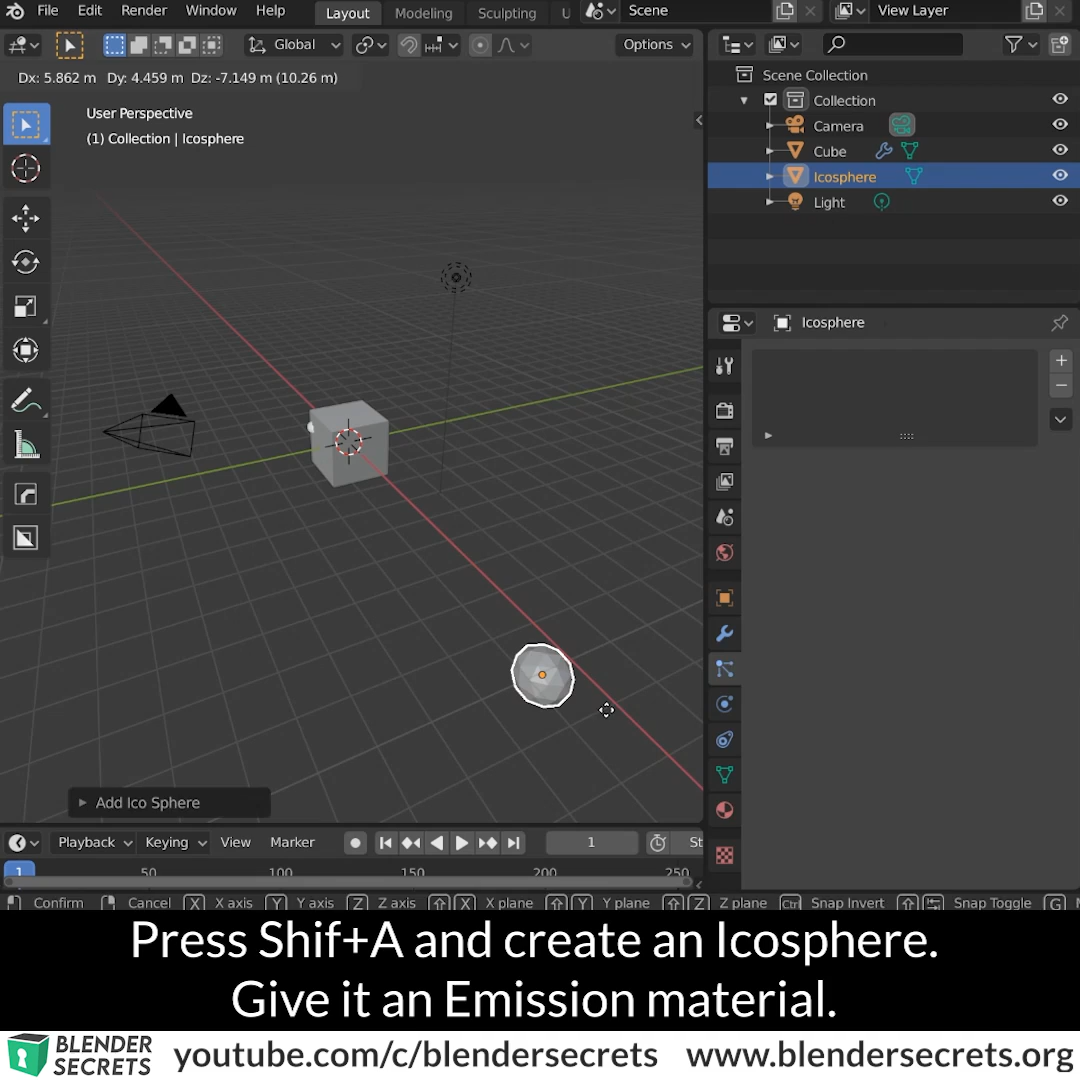 File Edit Render Window Help Layout Modeling Sculpting U Scene View Layer
Global Options
Dx: 5.862 m Dy: 4.459 m Dz: -7.149 m (10.26 m)
User Perspective
(1) Collection | Icosphere
Scene Collection
Collection
Camera
Cube
Icosphere
Light
Icosphere
Add Ico Sphere
Playback Keying View Marker 1 St
1 50 100 150 200 250
Confirm Cancel X X axis Y Y axis Z Z axis X X plane Y Y plane Z Z plane Ctrl Snap Invert Snap Toggle G
Press Shif+A and create an Icosphere.
Give it an Emission material.
BLENDER
SECRETS
youtube.com/c/blendersecrets www.blendersecrets.org